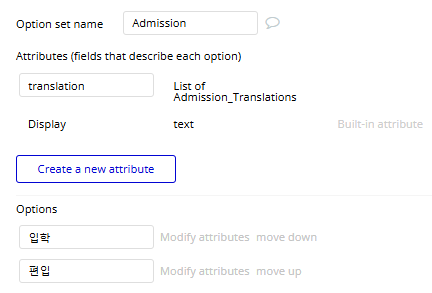 Option set name Admission
Attributes (fields that describe each option)
translation List of
Admission_Translations
Display text Built-in attribute
Create a new attribute
Options
입학 Modify attributes move down
편입 Modify attributes move up